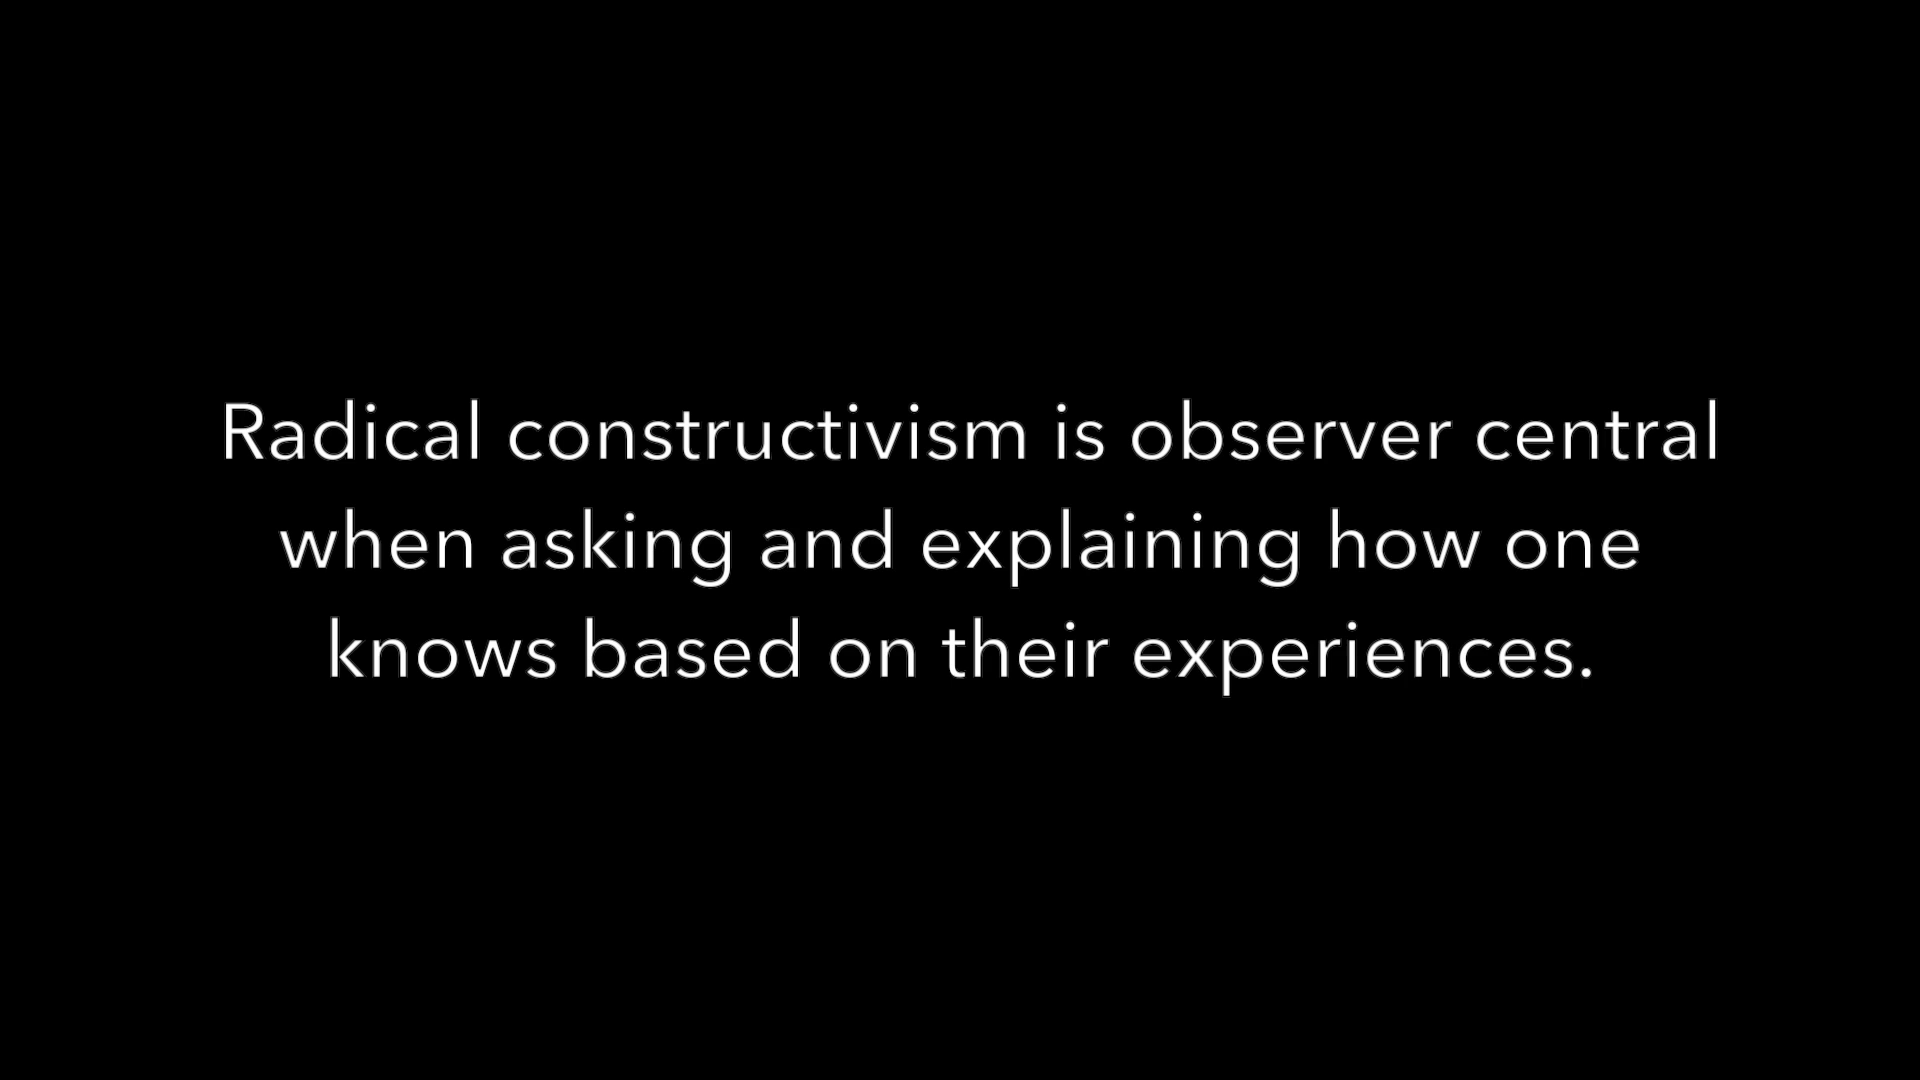 Radical constructivism is observer central
when asking and explaining how one
knows based on their experiences.